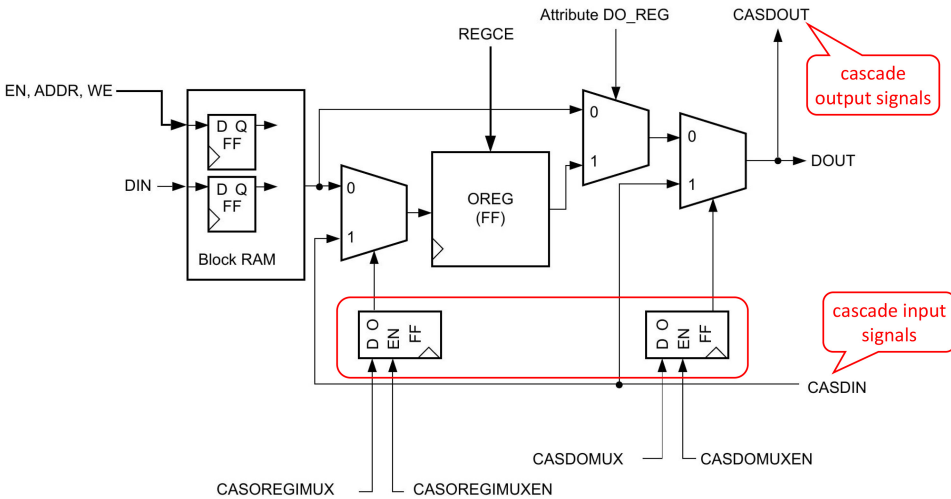 Attribute DO_REG
CASDOUT
REGCE
cascade
output signals
EN, ADDR, WE
D Q
FF
0
1
0
1
DOUT
DIN
D Q
FF
0
1
OREG
(FF)
Block RAM
D O
EN
FF
D O
EN
FF
cascade input
signals
CASDIN
CASDOMUX
CASDOMUXEN
CASOREGIMUX
CASOREGIMUXEN